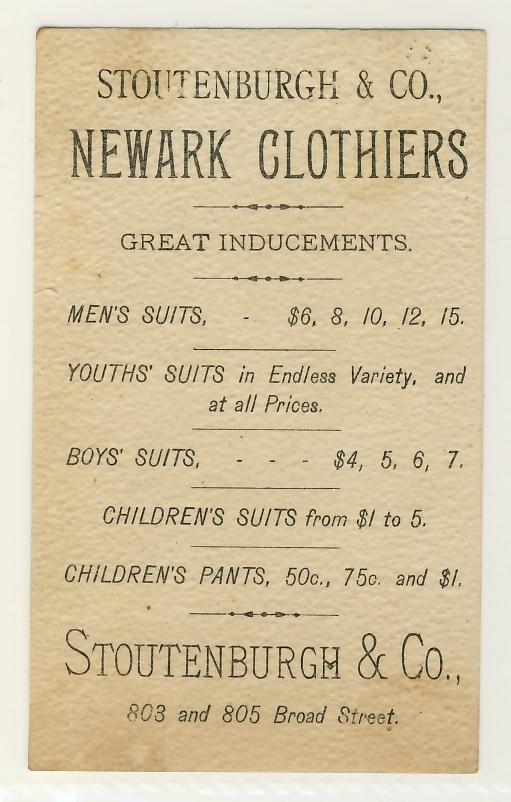 STOUTENBURGH & CO.,
NEWARK CLOTHIERS
GREAT INDUCEMENTS.
MEN'S SUITS, - $6, 8, 10, 12, 15.
YOUTHS' SUITS in Endless Variety, and
at all Prices.
BOYS' SUITS, - - - $4, 5, 6, 7.
CHILDREN'S SUITS from $1 to 5.
CHILDREN'S PANTS, 50c., 75c. and $1.
STOUTENBURGH & CO.,
803 and 805 Broad Street.